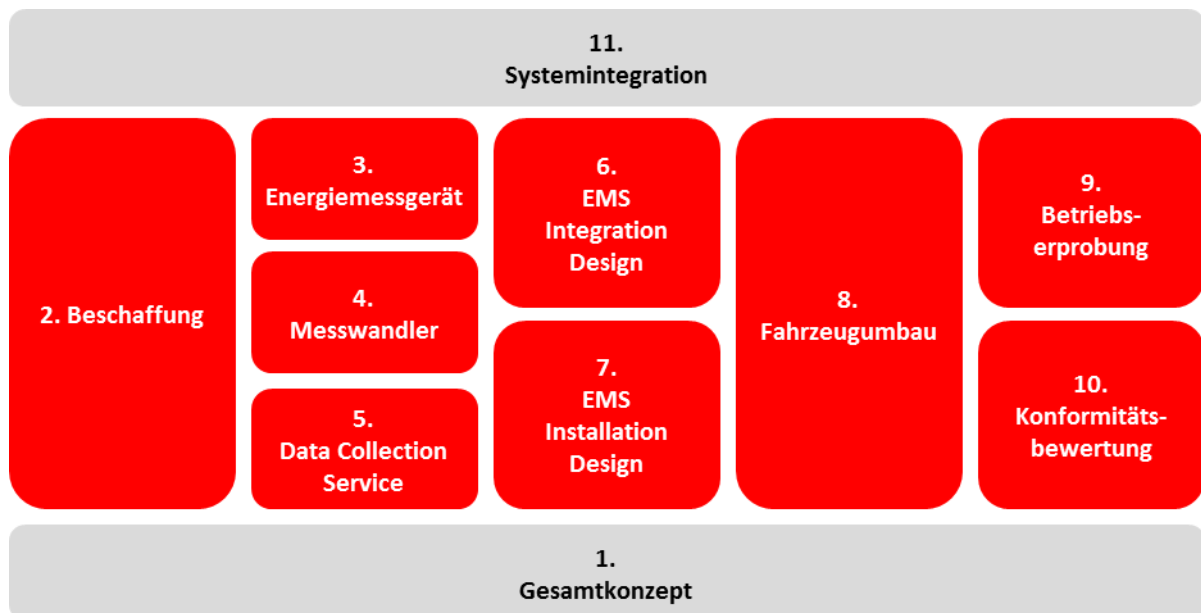 11.
Systemintegration
2. Beschaffung
3.
Energiemessgerät
4.
Messwandler
5.
Data Collection
Service
6.
EMS
Integration
Design
7.
EMS
Installation
Design
8.
Fahrzeugumbau
9.
Betriebs-
erprobung
10.
Konformitäts-
bewertung
1.
Gesamtkonzept